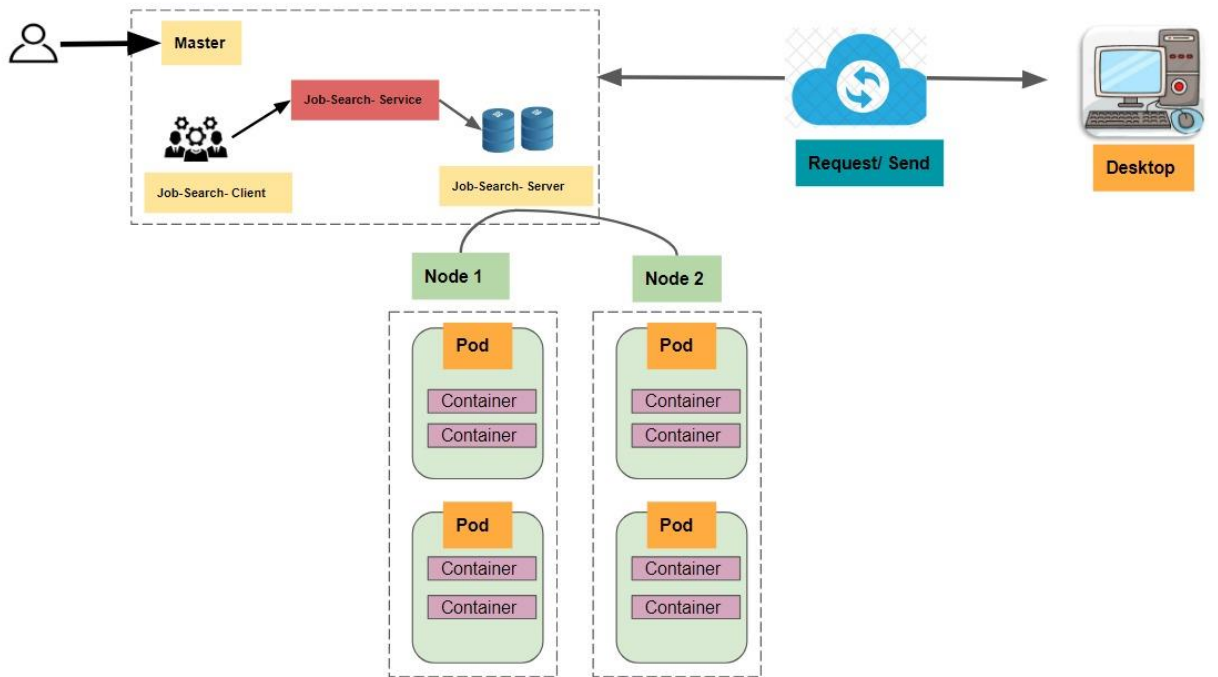 Master
Job-Search- Service
Job-Search- Client
Job-Search- Server
Request/ Send
Desktop
Node 1
Node 2
Pod
Container
Container
Pod
Container
Container
Pod
Container
Container
Pod
Container
Container